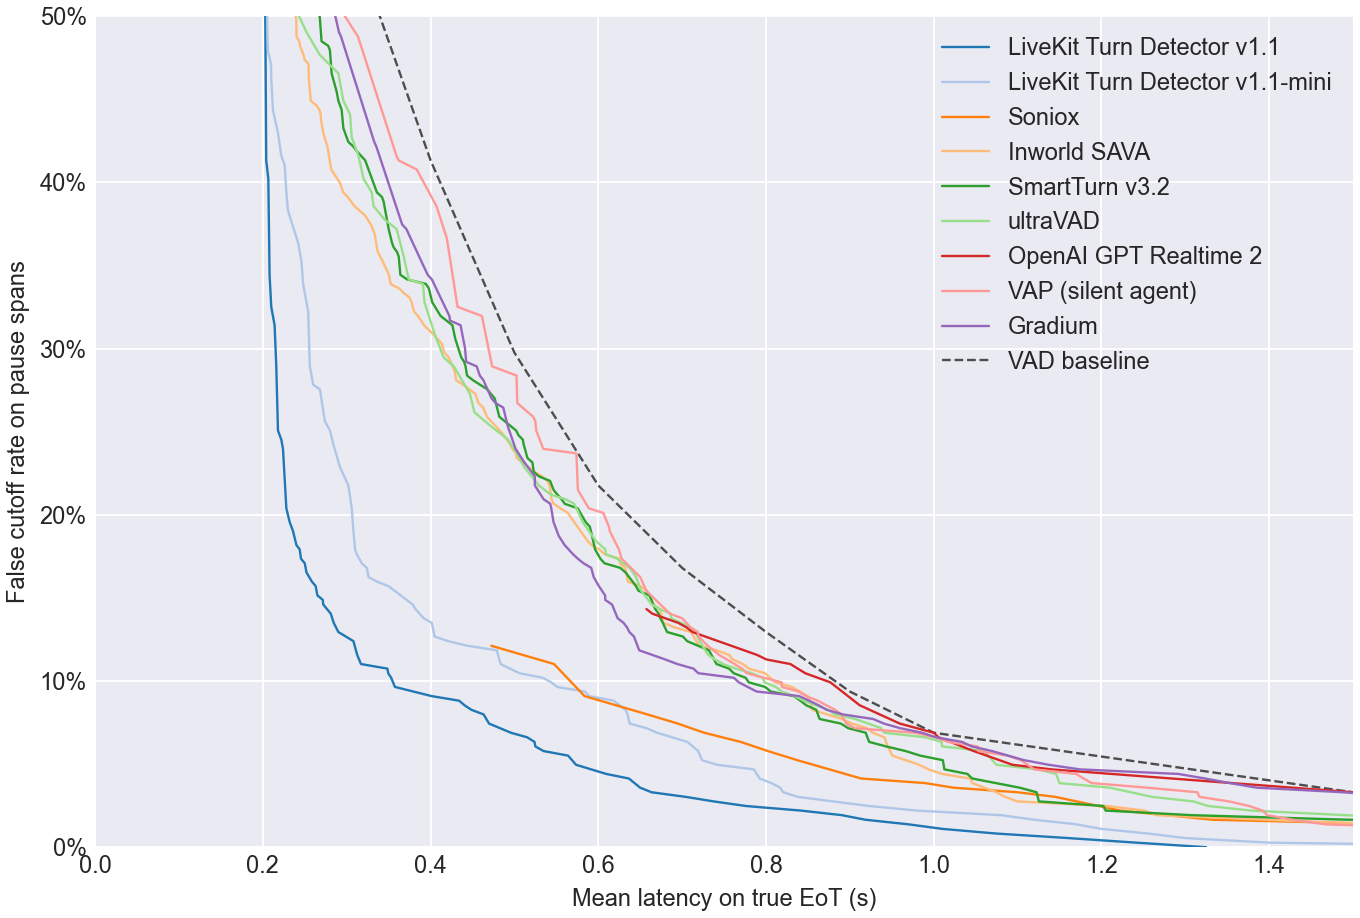 50%
40%
30%
20%
10%
0%
False cutoff rate on pause spans
LiveKit Turn Detector v1.1
LiveKit Turn Detector v1.1-mini
Soniox
Inworld SAVA
SmartTurn v3.2
ultraVAD
OpenAI GPT Realtime 2
VAP (silent agent)
Gradium
VAD baseline
0.0 0.2 0.4 0.6 0.8 1.0 1.2 1.4
Mean latency on true EoT (s)